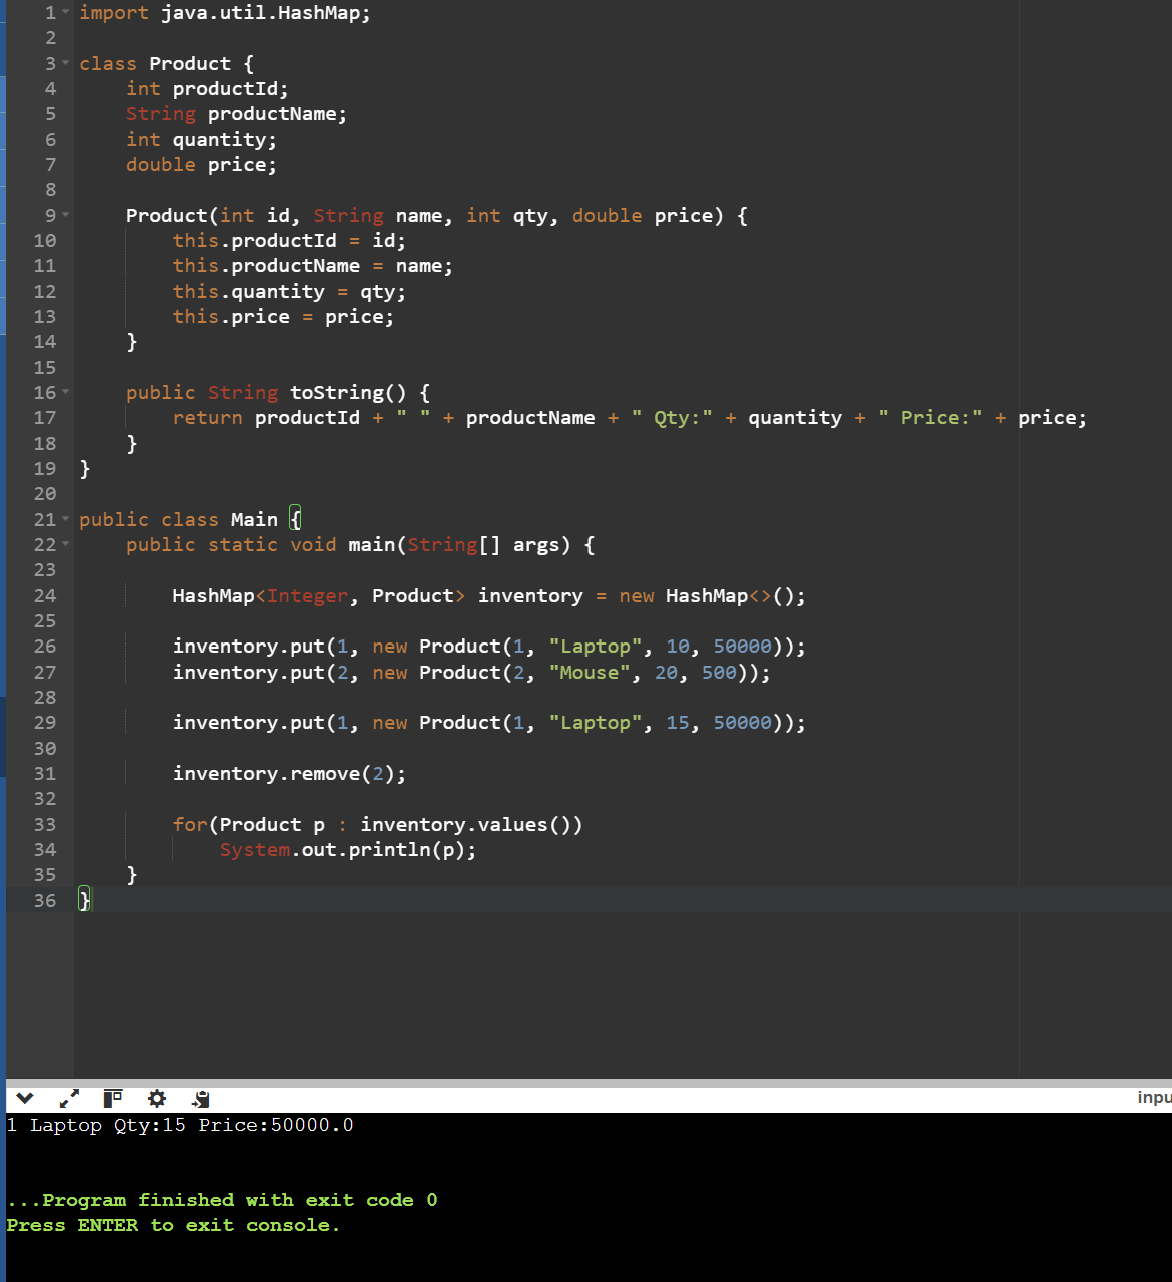 1 import java.util.HashMap;
2
3 class Product {
4     int productId;
5     String productName;
6     int quantity;
7     double price;
8
9     Product(int id, String name, int qty, double price) {
10         this.productId = id;
11         this.productName = name;
12         this.quantity = qty;
13         this.price = price;
14     }
15
16     public String toString() {
17         return productId + " " + productName + " Qty:" + quantity + " Price:" + price;
18     }
19 }
20
21 public class Main {
22     public static void main(String[] args) {
23
24         HashMap<Integer, Product> inventory = new HashMap<>();
25
26         inventory.put(1, new Product(1, "Laptop", 10, 50000));
27         inventory.put(2, new Product(2, "Mouse", 20, 500));
28
29         inventory.put(1, new Product(1, "Laptop", 15, 50000));
30
31         inventory.remove(2);
32
33         for(Product p : inventory.values())
34             System.out.println(p);
35     }
36 }
inpu
1 Laptop Qty:15 Price:50000.0
...Program finished with exit code 0
Press ENTER to exit console.